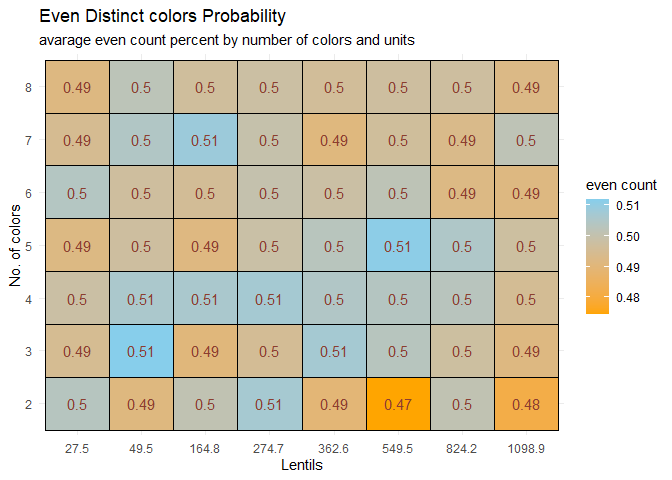 Even Distinct colors Probability
avarage even count percent by number of colors and units
8 0.49 0.5 0.5 0.5 0.5 0.5 0.5 0.49
7 0.49 0.5 0.51 0.5 0.49 0.5 0.49 0.5
6 0.5 0.5 0.5 0.5 0.5 0.5 0.49 0.49
5 0.49 0.5 0.49 0.5 0.5 0.51 0.5 0.5
4 0.5 0.51 0.51 0.51 0.5 0.5 0.5 0.5
3 0.49 0.51 0.49 0.5 0.51 0.5 0.5 0.49
2 0.5 0.49 0.5 0.51 0.49 0.47 0.5 0.48
27.5 49.5 164.8 274.7 362.6 549.5 824.2 1098.9
Lentils
No. of colors
even count
0.51
0.50
0.49
0.48